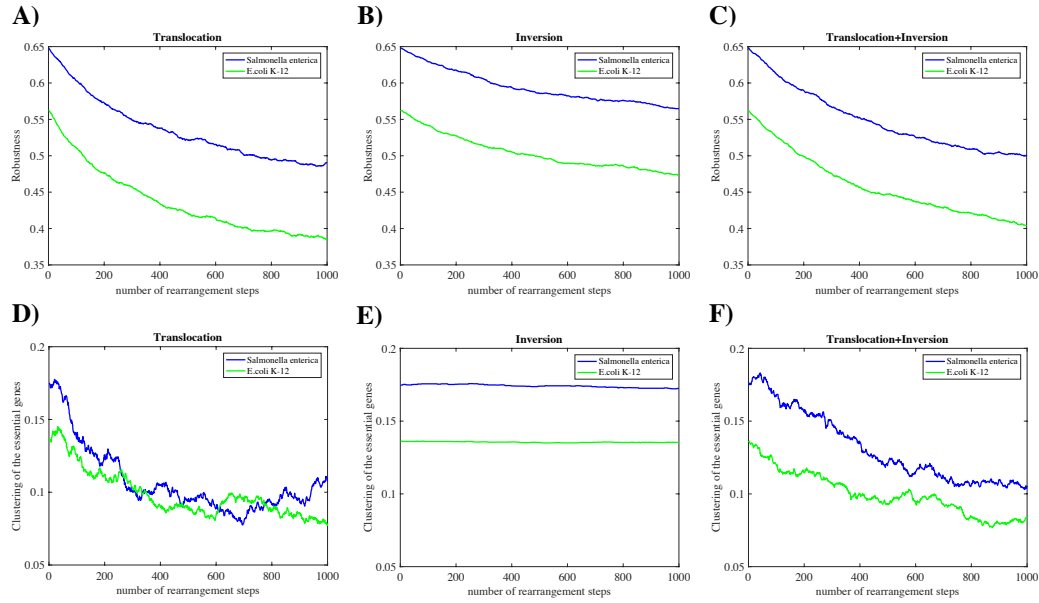 A)
Translocation
Salmonella enterica
E.coli K-12
Robustness
0.65
0.6
0.55
0.5
0.45
0.4
0.35
0
200
400
600
800
1000
number of rearrangement steps
B)
Inversion
Salmonella enterica
E.coli K-12
Robustness
0.65
0.6
0.55
0.5
0.45
0.4
0.35
0
200
400
600
800
1000
number of rearrangement steps
C)
Translocation+Inversion
Salmonella enterica
E.coli K-12
Robustness
0.65
0.6
0.55
0.5
0.45
0.4
0.35
0
200
400
600
800
1000
number of rearrangement steps
D)
Translocation
Salmonella enterica
E.coli K-12
Clustering of the essential genes
0.2
0.15
0.1
0.05
0
200
400
600
800
1000
number of rearrangement steps
E)
Inversion
Salmonella enterica
E.coli K-12
Clustering of the essential genes
0.2
0.15
0.1
0.05
0
200
400
600
800
1000
number of rearrangement steps
F)
Translocation+Inversion
Salmonella enterica
E.coli K-12
Clustering of the essential genes
0.2
0.15
0.1
0.05
0
200
400
600
800
1000
number of rearrangement steps